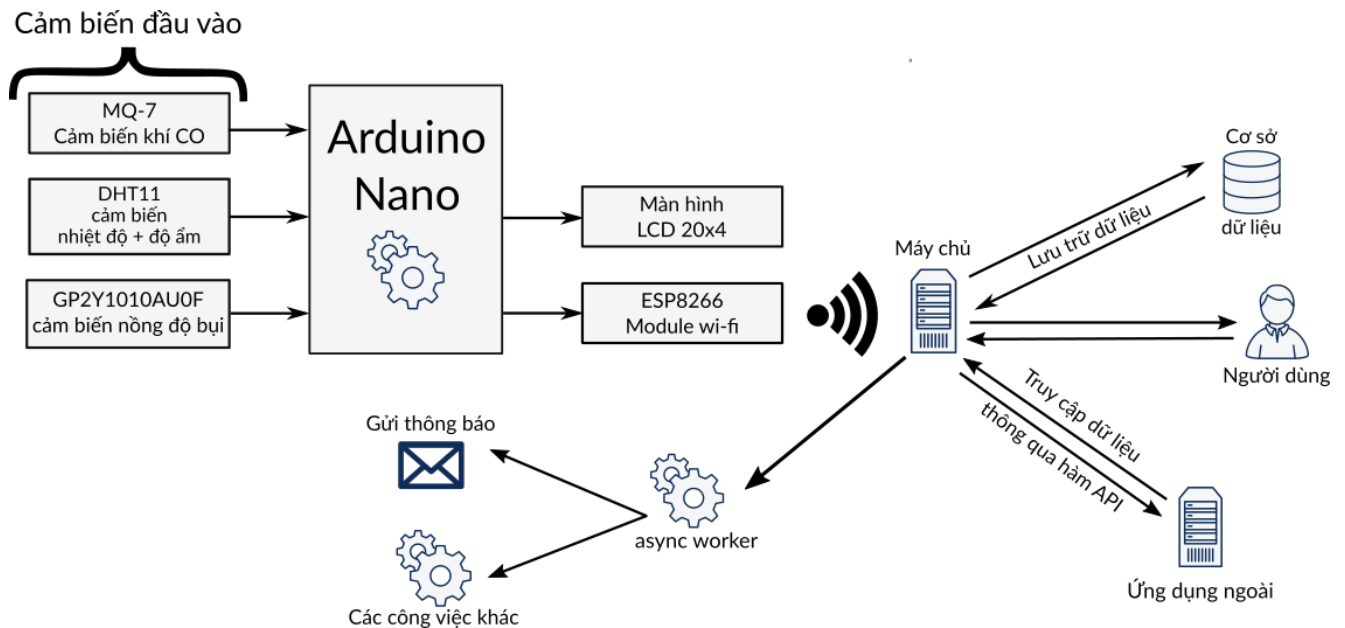 Cảm biến đầu vào
MQ-7
Cảm biến khí CO
DHT11
cảm biến
nhiệt độ + độ ẩm
GP2Y1010AU0F
cảm biến nồng độ bụi
Arduino
Nano
Màn hình
LCD 20x4
ESP8266
Module wi-fi
Máy chủ
Cơ sở
dữ liệu
Lưu trữ dữ liệu
Người dùng
Truy cập dữ liệu
thông qua hàm API
Ứng dụng ngoài
async worker
Gửi thông báo
Các công việc khác